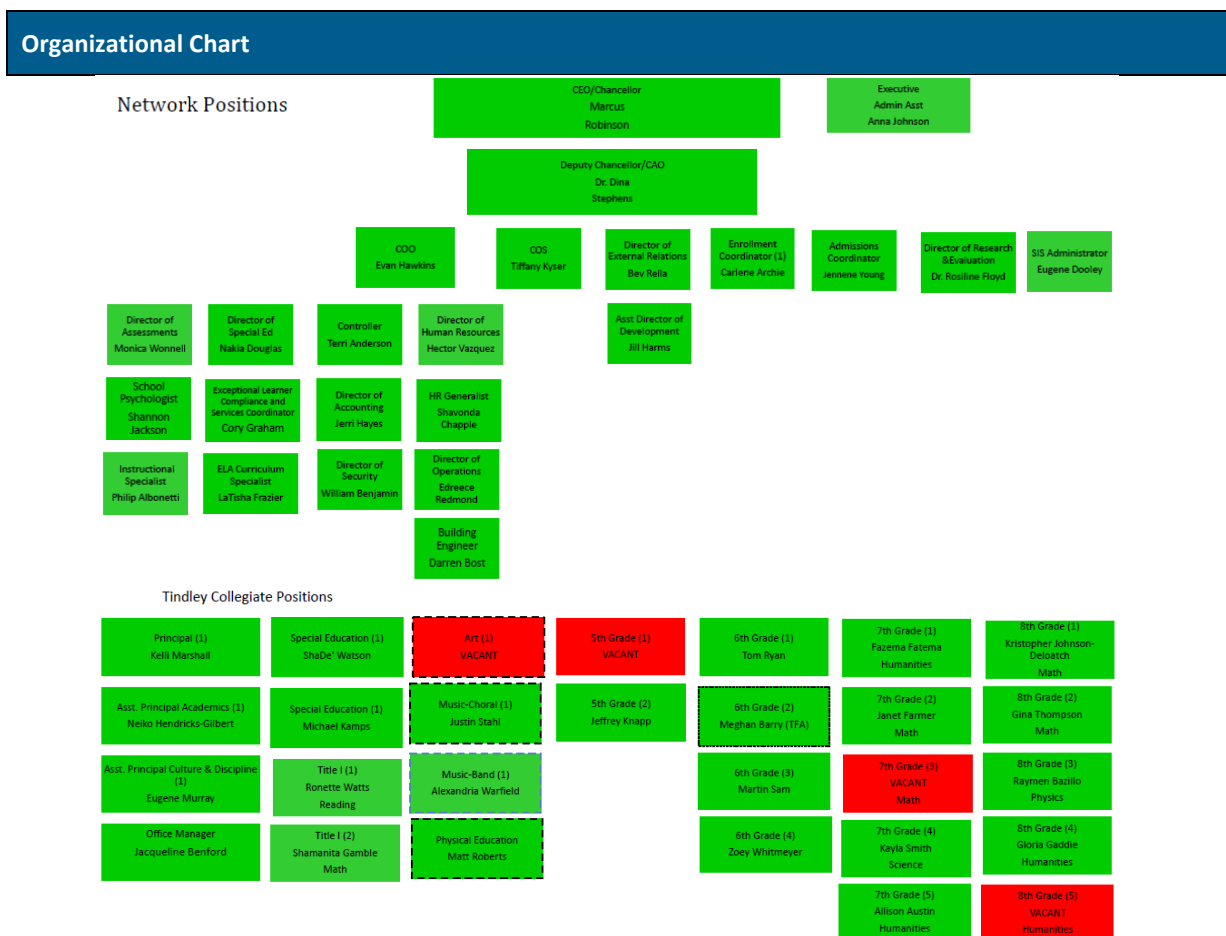 Organizational Chart
Network Positions
CEO/Chancellor
Marcus
Robinson
Executive
Admin Asst
Anna Johnson
Deputy Chancellor/CAO
Dr. Dina
Stephens
COO
Evan Hawkins
COS
Tiffany Kyser
Director of
External Relations
Bev Rella
Enrollment
Coordinator (1)
Carlene Archie
Admissions
Coordinator
Jennene Young
Director of Research
&Evaluation
Dr. Rosiline Floyd
SIS Administrator
Eugene Dooley
Director of
Assessments
Monica Wonnell
Director of
Special Ed
Nakia Douglas
Controller
Terri Anderson
Director of
Human Resources
Hector Vazquez
Asst Director of
Development
Jill Harms
School
Psychologist
Shannon
Jackson
Exceptional Learner
Compliance and
Services Coordinator
Cory Graham
Director of
Accounting
Jerri Hayes
HR Generalist
Shavonda
Chapple
Instructional
Specialist
Philip Albonetti
ELA Curriculum
Specialist
LaTisha Frazier
Director of
Security
William Benjamin
Director of
Operations
Edreece
Redmond
Building
Engineer
Darren Bost
Tindley Collegiate Positions
Principal (1)
Kelli Marshall
Special Education (1)
ShaDe' Watson
Art (1)
VACANT
5th Grade (1)
VACANT
6th Grade (1)
Tom Ryan
7th Grade (1)
Fazema Fatema
Humanities
8th Grade (1)
Kristopher Johnson-
Deloatch
Math
Asst. Principal Academics (1)
Neiko Hendricks-Gilbert
Special Education (1)
Michael Kamps
Music-Choral (1)
Justin Stahl
5th Grade (2)
Jeffrey Knapp
6th Grade (2)
Meghan Barry (TFA)
7th Grade (2)
Janet Farmer
Math
8th Grade (2)
Gina Thompson
Math
Asst. Principal Culture & Discipline
(1)
Eugene Murray
Title I (1)
Ronette Watts
Reading
Music-Band (1)
Alexandria Warfield
6th Grade (3)
Martin Sam
7th Grade (3)
VACANT
Math
8th Grade (3)
Raymen Bazillo
Physics
Office Manager
Jacqueline Benford
Title I (2)
Shamanita Gamble
Math
Physical Education
Matt Roberts
6th Grade (4)
Zoey Whitmeyer
7th Grade (4)
Kayla Smith
Science
8th Grade (4)
Gloria Gaddie
Humanities
7th Grade (5)
Allison Austin
Humanities
8th Grade (5)
VACANT
Humanities